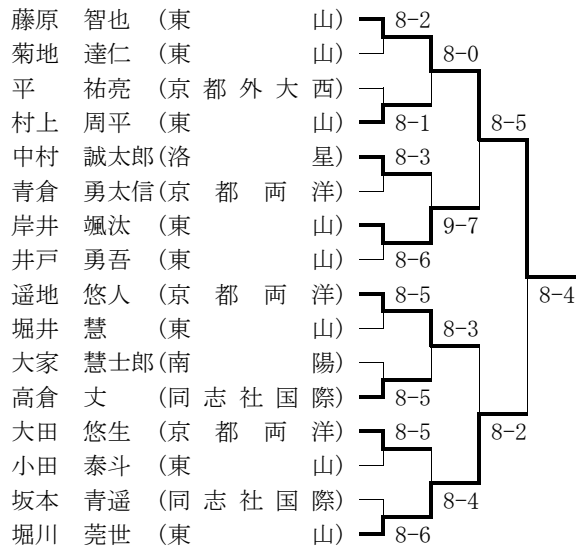 藤原 智也 (東山) 8-2
菊地 達仁 (東山) 8-0
平 祐亮 (京都外大西)
村上 周平 (東山) 8-1 8-5
中村 誠太郎(洛星) 8-3
青倉 勇太信(京都両洋)
岸井 颯汰 (東山) 9-7
井戸 勇吾 (東山) 8-6
遥地 悠人 (京都両洋) 8-5 8-4
堀井 慧 (東山) 8-3
大家 慧士郎(南陽)
高倉 丈 (同志社国際) 8-5
大田 悠生 (京都両洋) 8-5 8-2
小田 泰斗 (東山)
坂本 青遥 (同志社国際) 8-4
堀川 莞世 (東山) 8-6